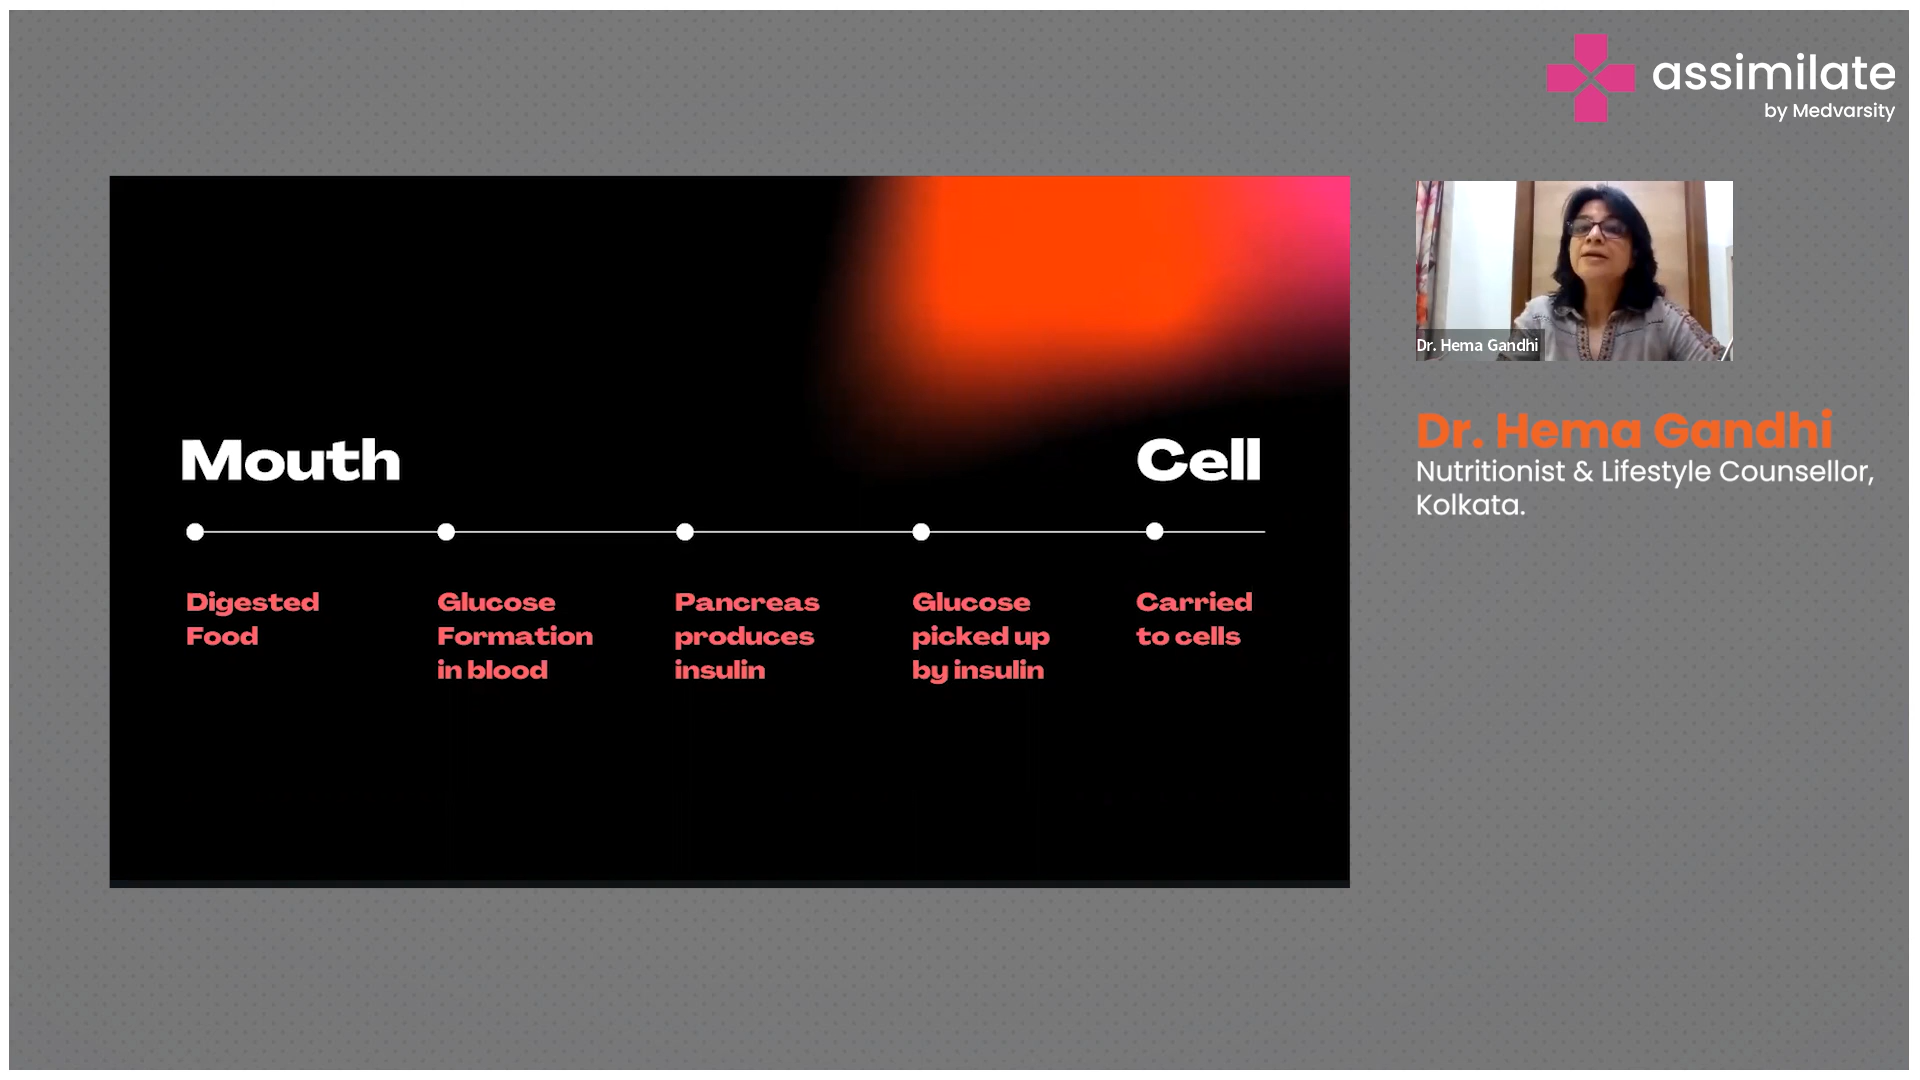 assimilate
by Medvarsity
Mouth
Cell
Digested
Food
Glucose
Formation
in blood
Pancreas
produces
insulin
Glucose
picked up
by insulin
Carried
to cells
Dr. Hema Gandhi
Dr. Hema Gandhi
Nutritionist & Lifestyle Counsellor,
Kolkata.